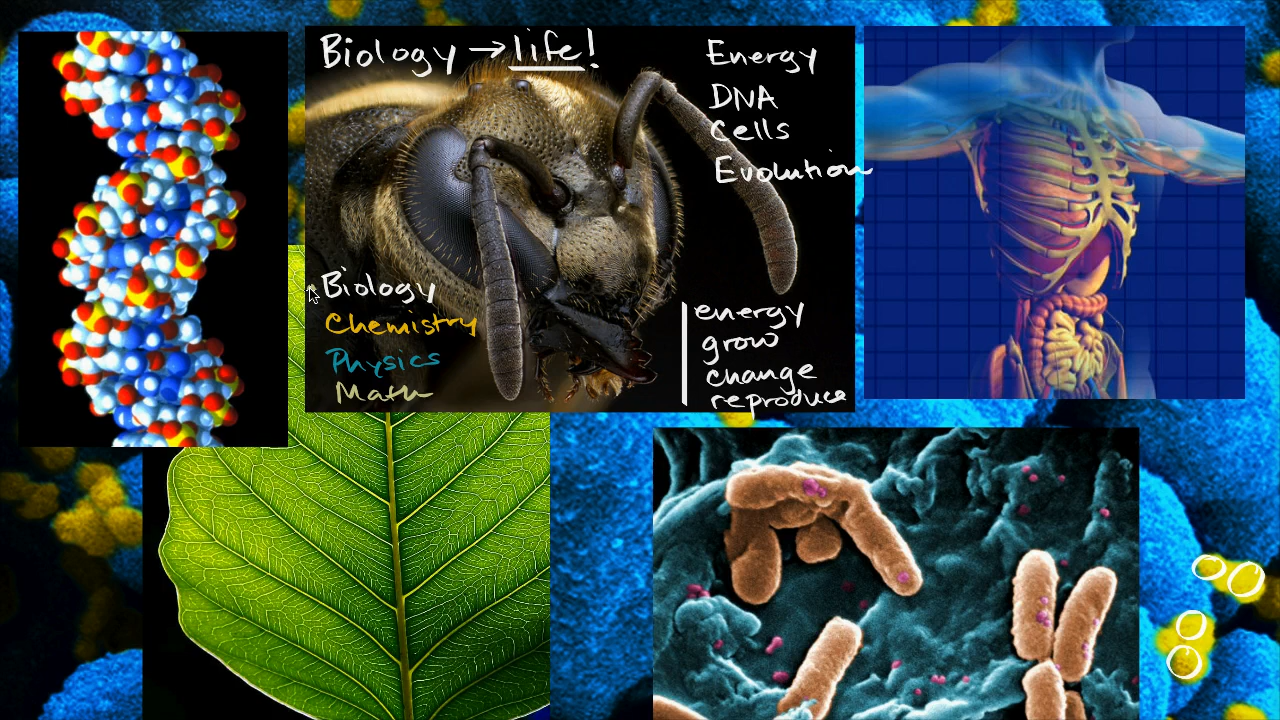 Biology → life!
Energy
DNA
Cells
Evolution
Biology
Chemistry
Physics
Math
energy
grow
change
reproduce